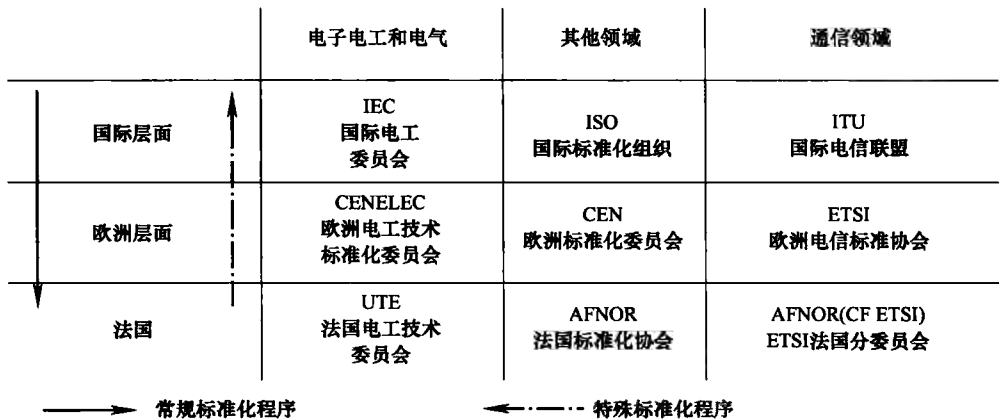 电子电工和电气
其他领域
通信领域
国际层面
IEC
国际电工
委员会
ISO
国际标准化组织
ITU
国际电信联盟
欧洲层面
CENELEC
欧洲电工技术
标准化委员会
CEN
欧洲标准化委员会
ETSI
欧洲电信标准协会
法国
UTE
法国电工技术
委员会
AFNOR
法国标准化协会
AFNOR(CF ETSI)
ETSI法国分委员会
常规标准化程序
特殊标准化程序